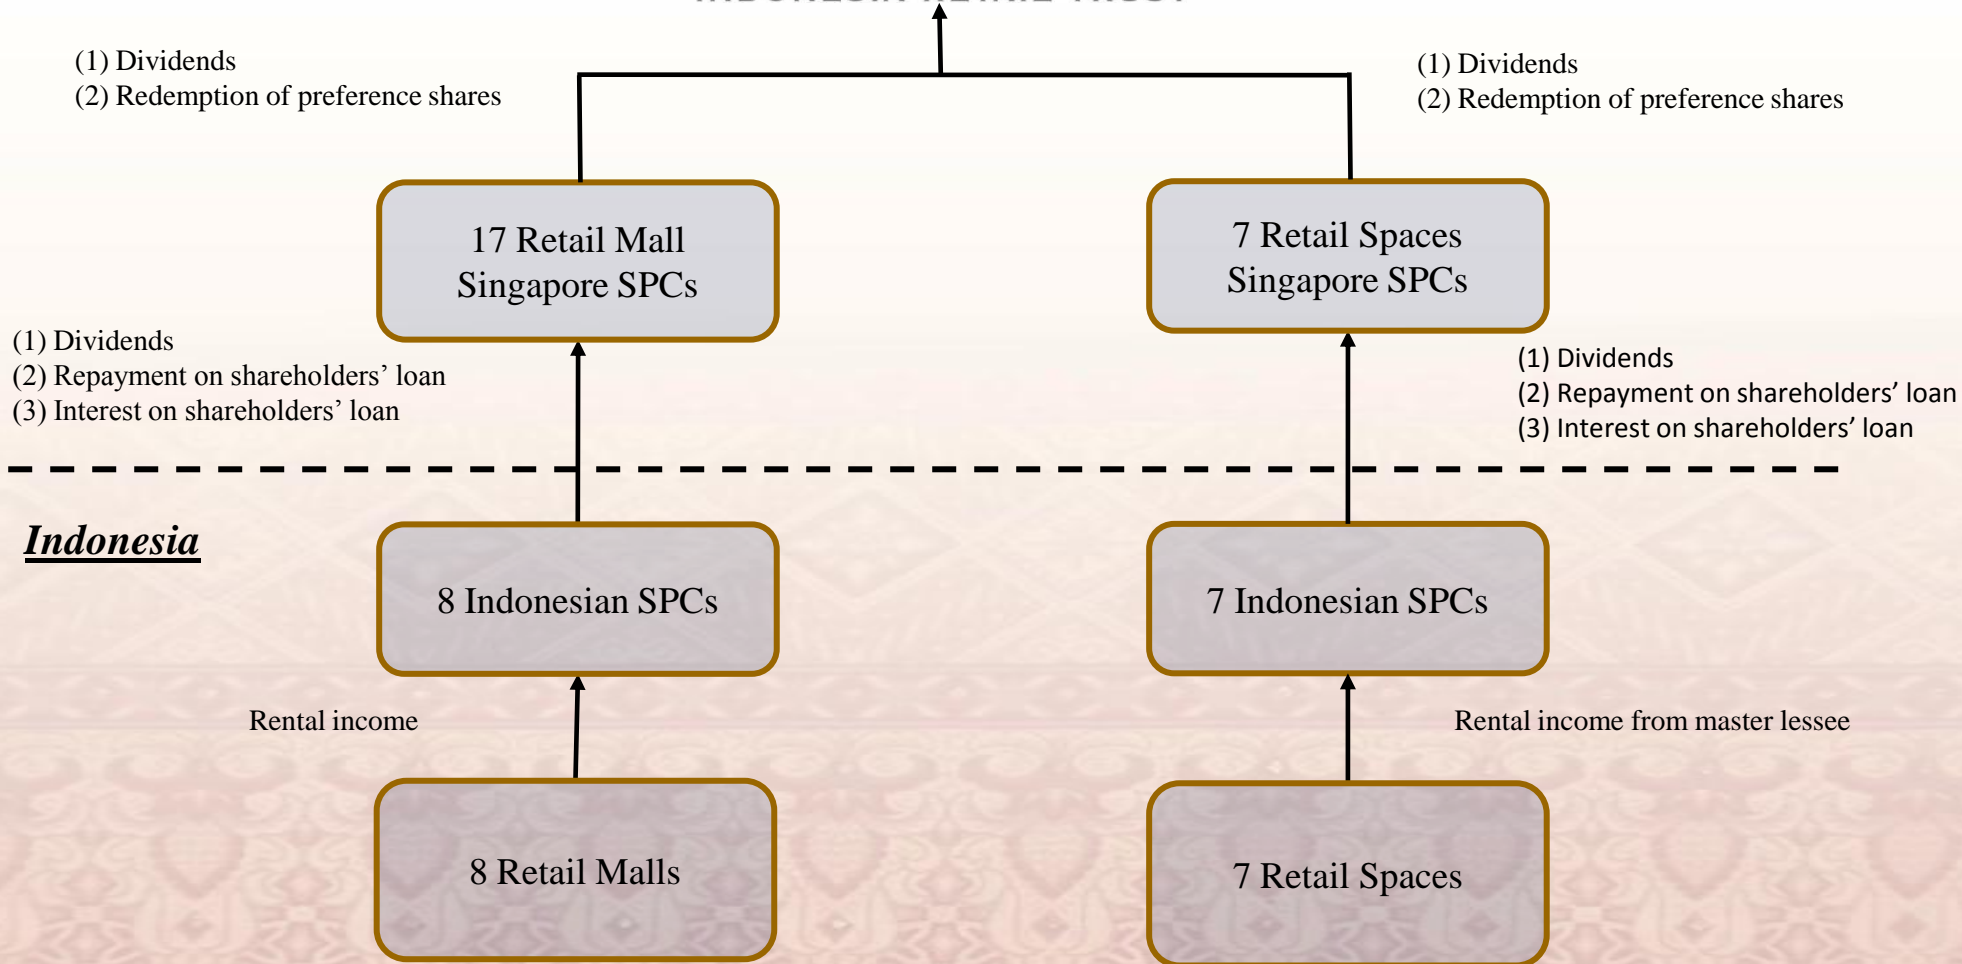 INDONESIA RETAIL TRUST
(1) Dividends
(2) Redemption of preference shares
(1) Dividends
(2) Redemption of preference shares
17 Retail Mall
Singapore SPCs
7 Retail Spaces
Singapore SPCs
(1) Dividends
(2) Repayment on shareholders’ loan
(3) Interest on shareholders’ loan
(1) Dividends
(2) Repayment on shareholders’ loan
(3) Interest on shareholders’ loan
Indonesia
8 Indonesian SPCs
7 Indonesian SPCs
Rental income
Rental income from master lessee
8 Retail Malls
7 Retail Spaces